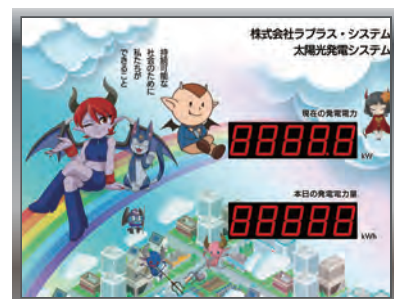 株式会社ラプラス・システム
太陽光発電システム
持続可能な
社会のために
私たちが
できること
現在の発電電力
88888 kW
本日の発電電力量
88888 kWh